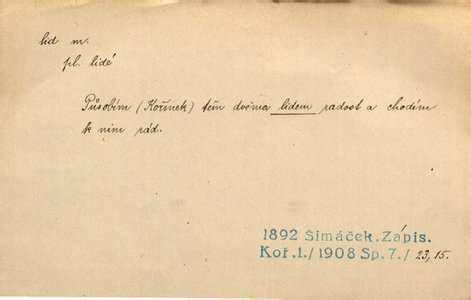 lid m.
pl. lidé
Působím (Kořínek) těm dvěma lidem radost a chodím
k nim rád.
1892 Šimáček. Zápis.
Koř.1./1908 Sp.7./ 23, 15.